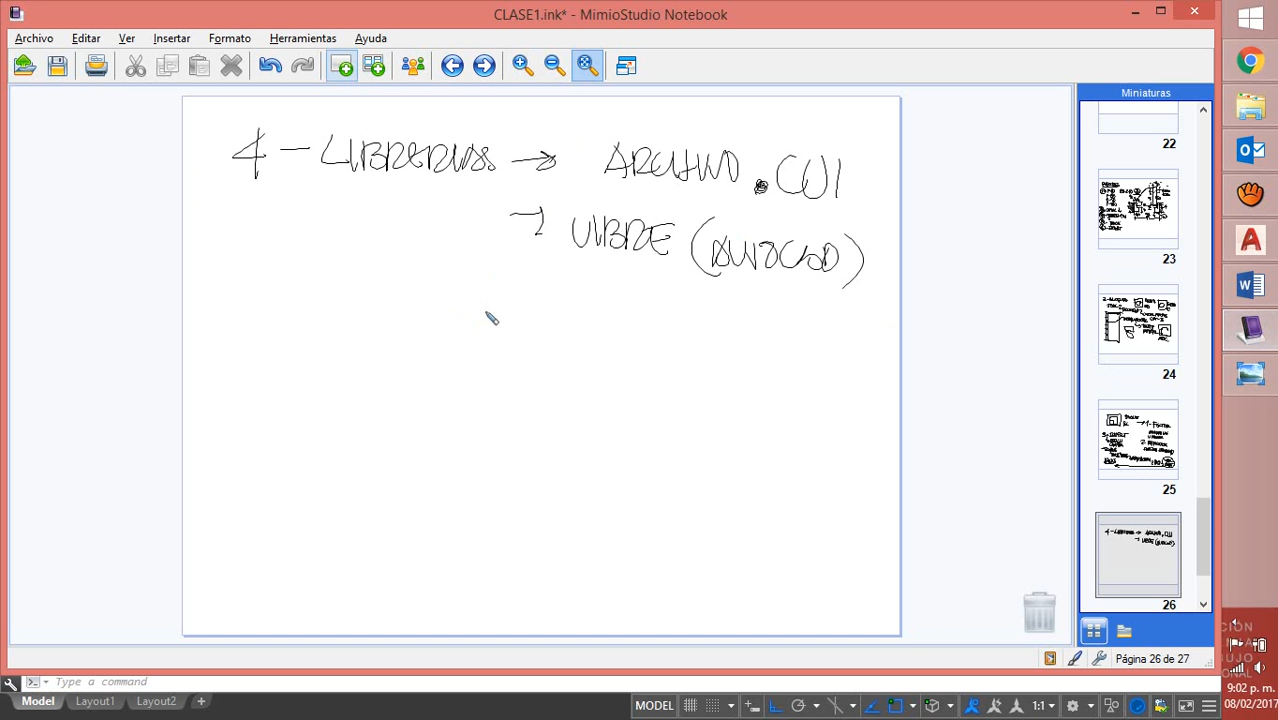 CLASE1.ink* - MimioStudio Notebook
Archivo Editar Ver Insertar Formato Herramientas Ayuda
4 - LIBRERIAS → ARCHIVO .CUI
→ LIBRE (AUTOCAD)
Miniaturas
22
23
24
25
26
Página 26 de 27
Type a command
Model Layout1 Layout2 +
MODEL 1:1
9:02 p. m.
08/02/2017